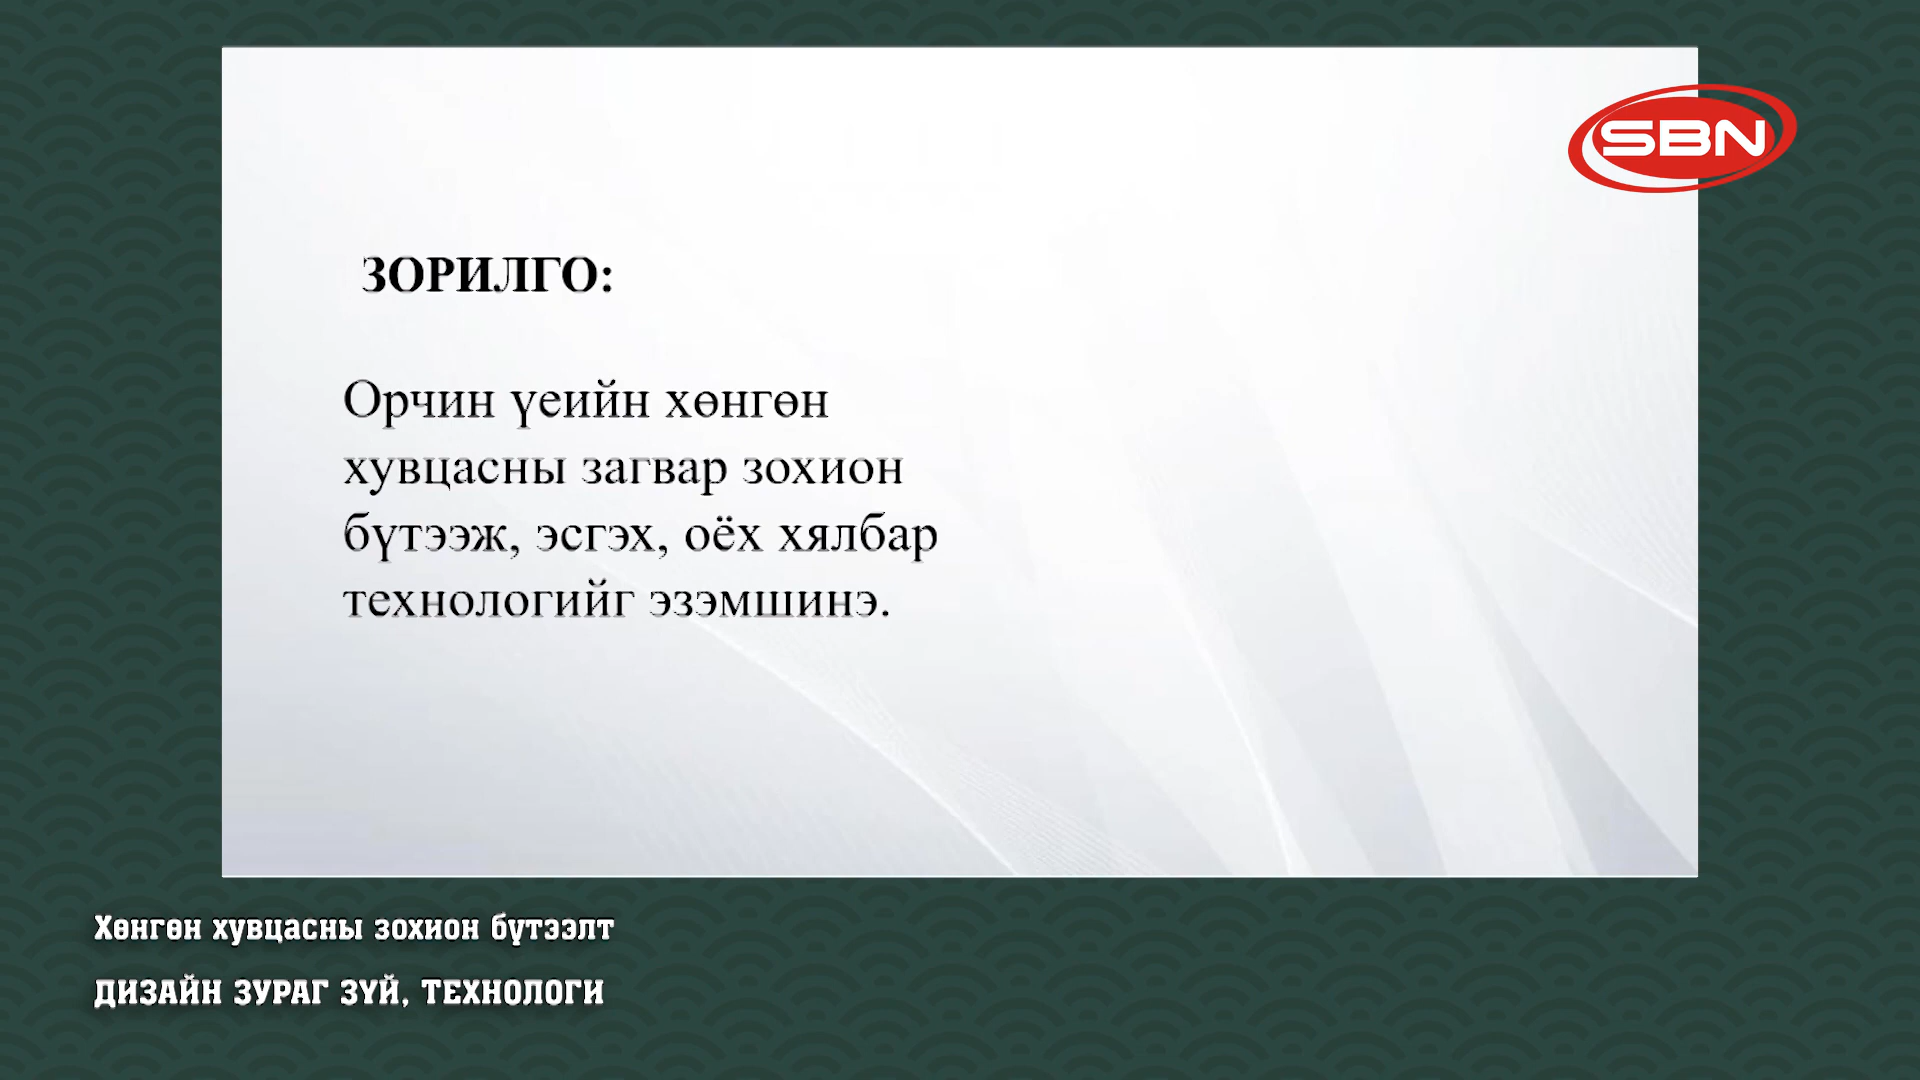 SBN
ЗОРИЛГО:
Орчин үеийн хөнгөн
хувцасны загвар зохион
бүтээж, эсгэх, оёх хялбар
технологийг эзэмшинэ.
Хөнгөн хувцасны зохион бүтээлт
ДИЗАЙН ЗУРАГ ЗҮЙ, ТЕХНОЛОГИ